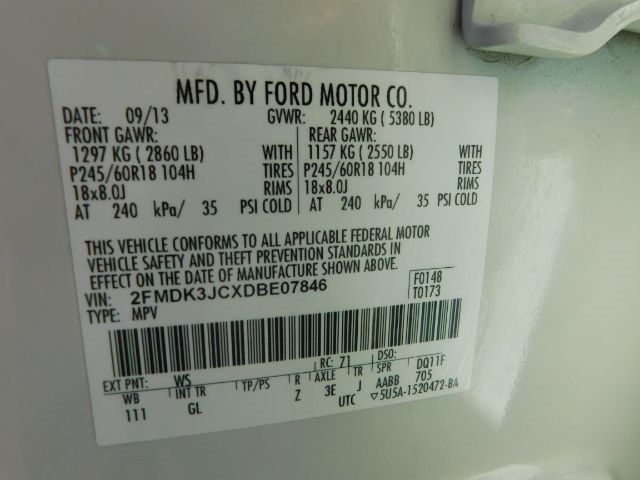 MFD. BY FORD MOTOR CO.
DATE: 09/13 GVWR: 2440 KG ( 5380 LB)
FRONT GAWR: REAR GAWR:
1297 KG ( 2860 LB) WITH 1157 KG ( 2550 LB) WITH
P245/60R18 104H TIRES P245/60R18 104H TIRES
18x8.0J RIMS 18x8.0J RIMS
AT 240 kPa/ 35 PSI COLD AT 240 kPa/ 35 PSI COLD
THIS VEHICLE CONFORMS TO ALL APPLICABLE FEDERAL MOTOR
VEHICLE SAFETY AND THEFT PREVENTION STANDARDS IN
EFFECT ON THE DATE OF MANUFACTURE SHOWN ABOVE.
VIN: 2FMDK3JCXDBE07846 F0148
TYPE: MPV T0173
EXT PNT: WS RC: 71 DSO:
WB INT TR TP/PS R AXLE TR SPR DQ11F
111 GL Z 3E J AABB 705
UTC ▽5U5A-1520472-BA